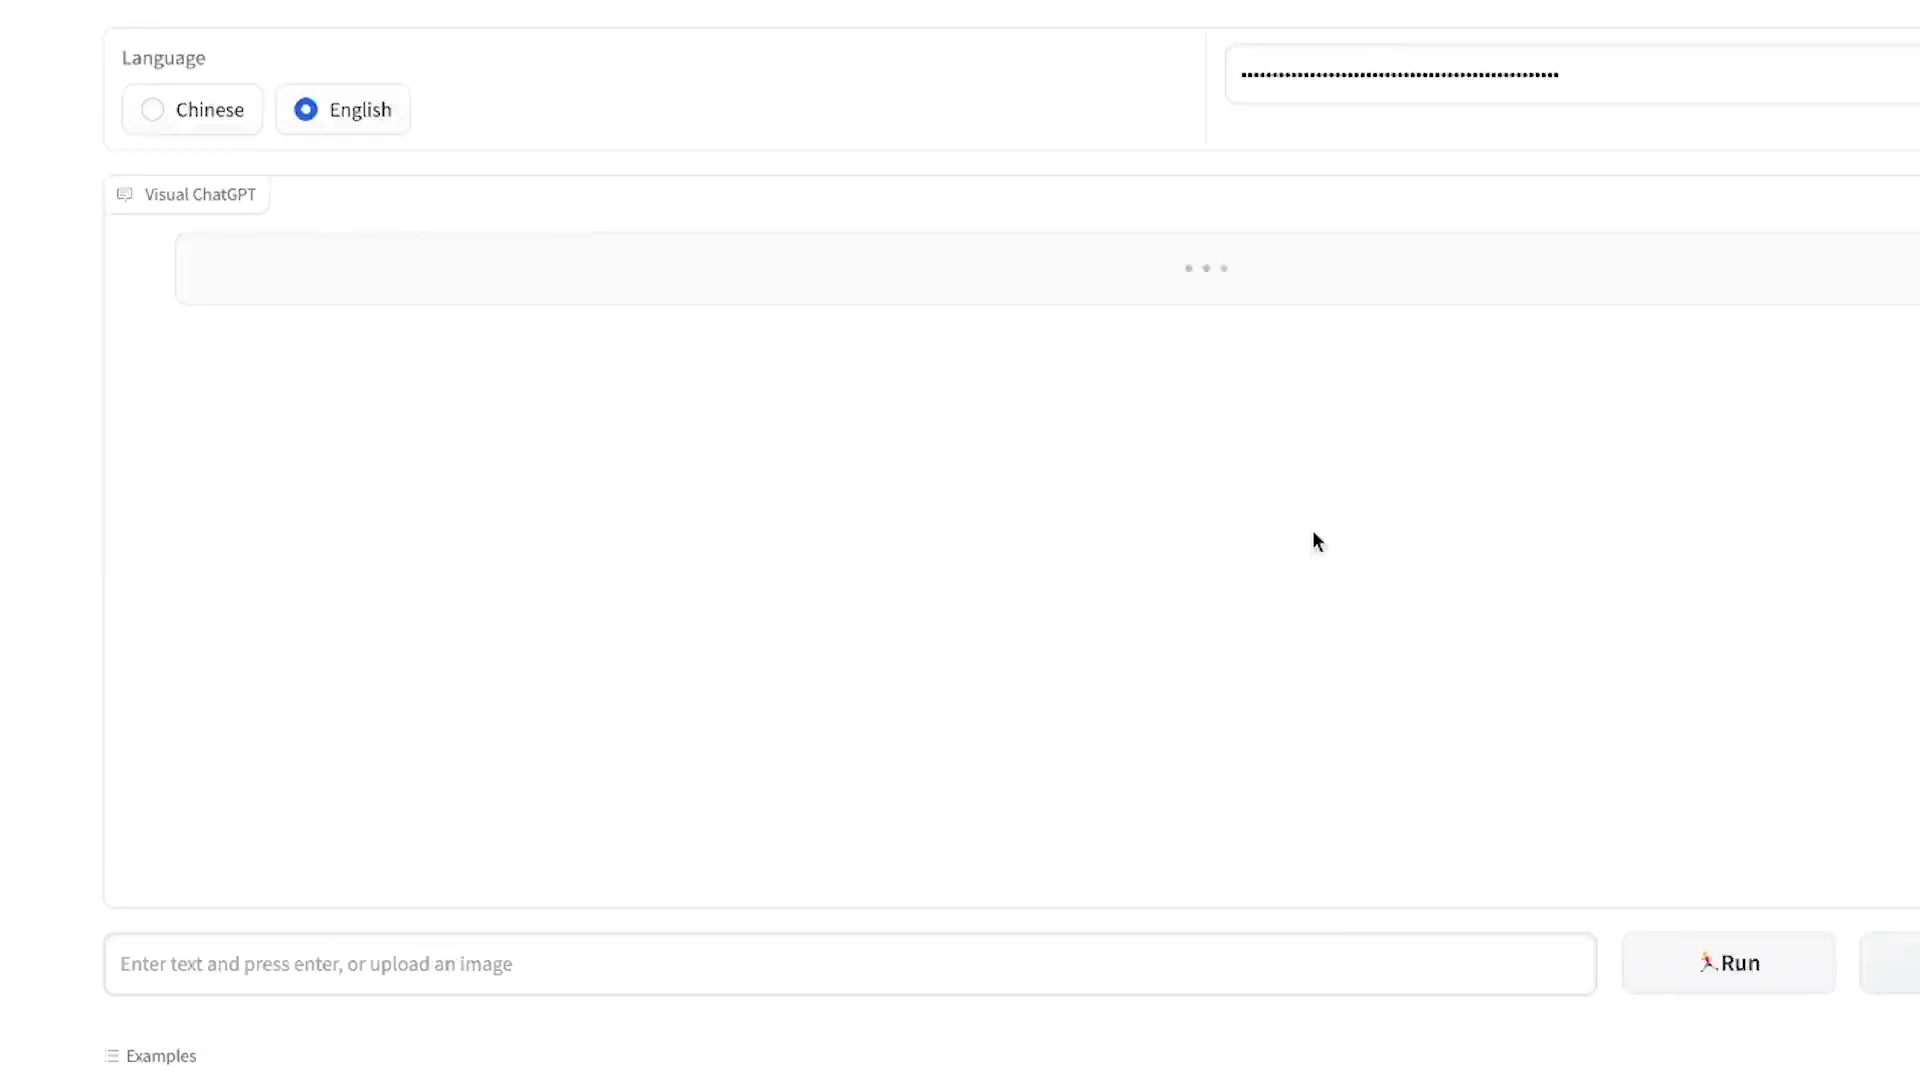 Language
Chinese
English
••••••••••••••••••••••••••••••••••••••••••••••••••••
Visual ChatGPT
Enter text and press enter, or upload an image
🏃Run
Examples